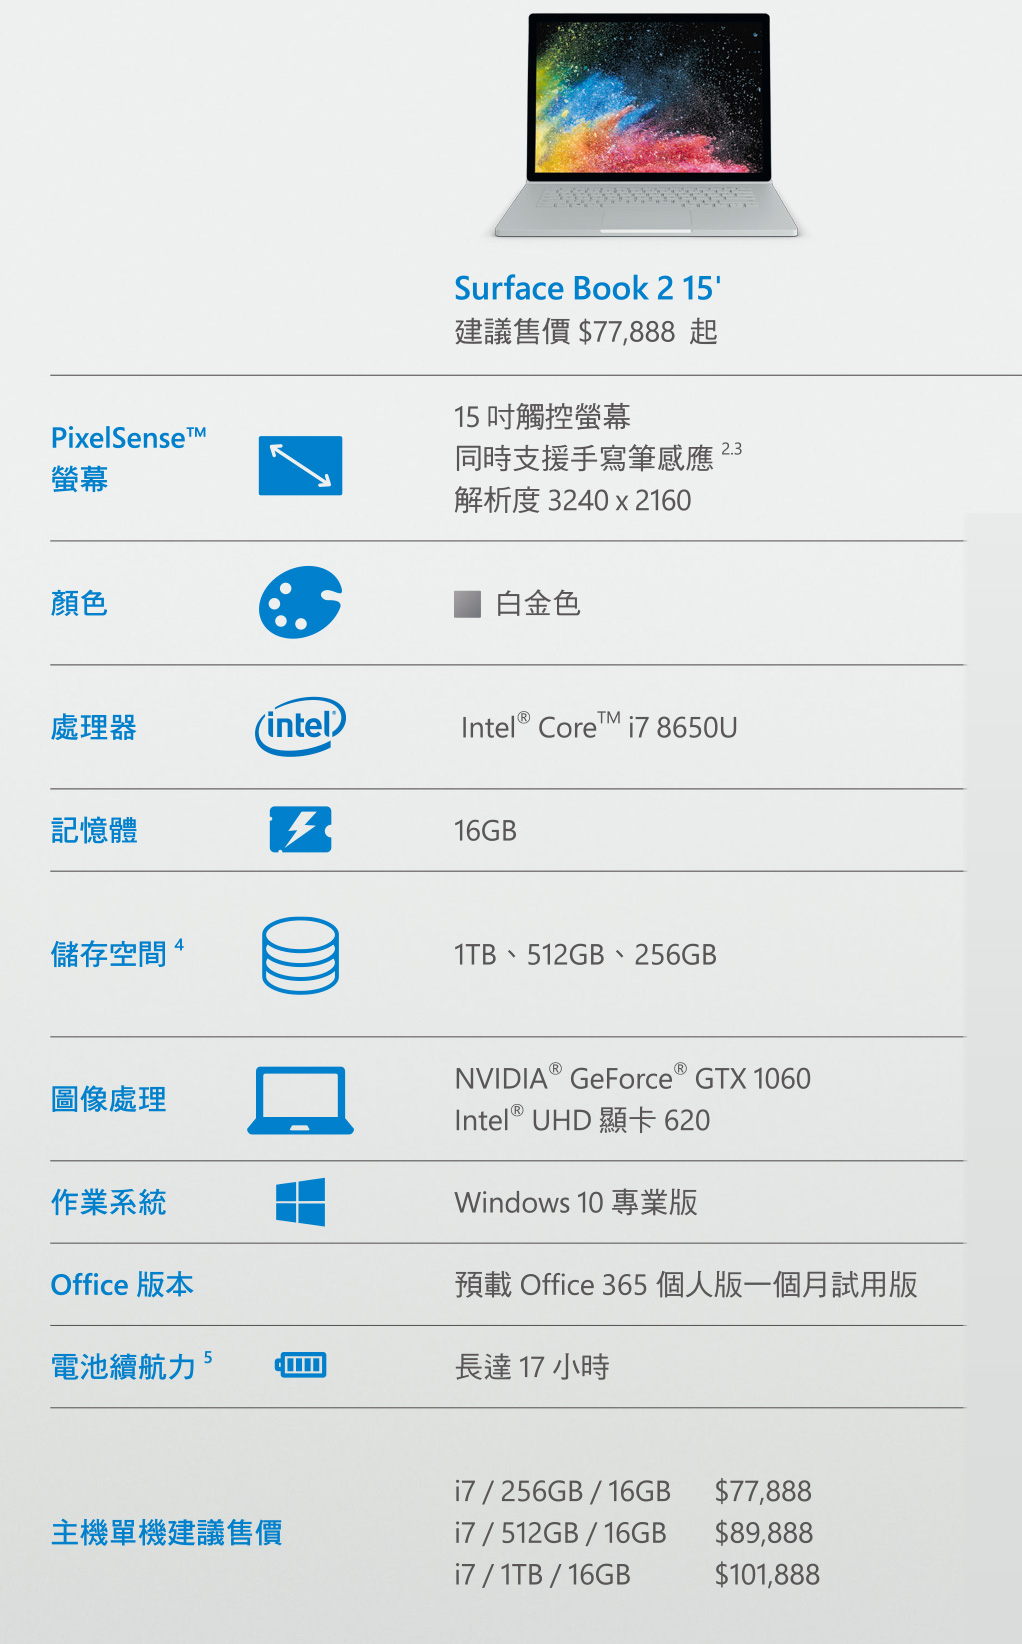 Surface Book 2 15'
建議售價 $77,888 起
PixelSense™
螢幕
15 吋觸控螢幕
同時支援手寫筆感應 2.3
解析度 3240 x 2160
顏色
白金色
處理器
intel®
Intel® Core™ i7 8650U
記憶體
16GB
儲存空間 4
1TB、512GB、256GB
圖像處理
NVIDIA® GeForce® GTX 1060
Intel® UHD 顯卡 620
作業系統
Windows 10 專業版
Office 版本
預載 Office 365 個人版一個月試用版
電池續航力 5
長達 17 小時
主機單機建議售價
i7 / 256GB / 16GB $77,888
i7 / 512GB / 16GB $89,888
i7 / 1TB / 16GB $101,888